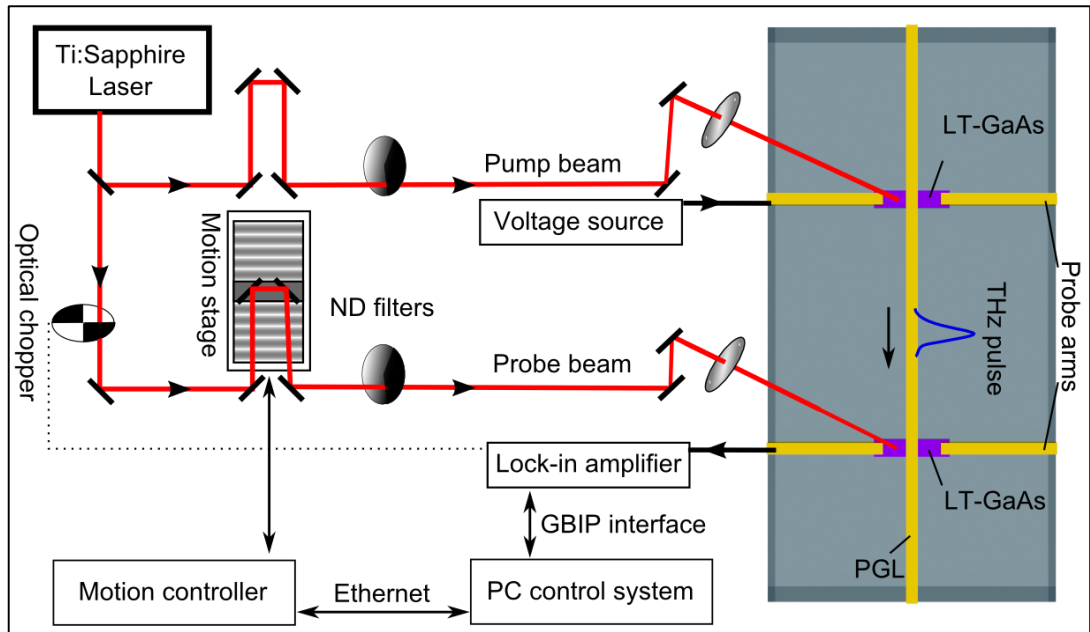 Ti:Sapphire
Laser
LT-GaAs
Pump beam
Voltage source
Optical chopper
Motion stage
ND filters
THz pulse
Probe arms
Probe beam
Lock-in amplifier
GBIP interface
LT-GaAs
PGL
Motion controller
Ethernet
PC control system